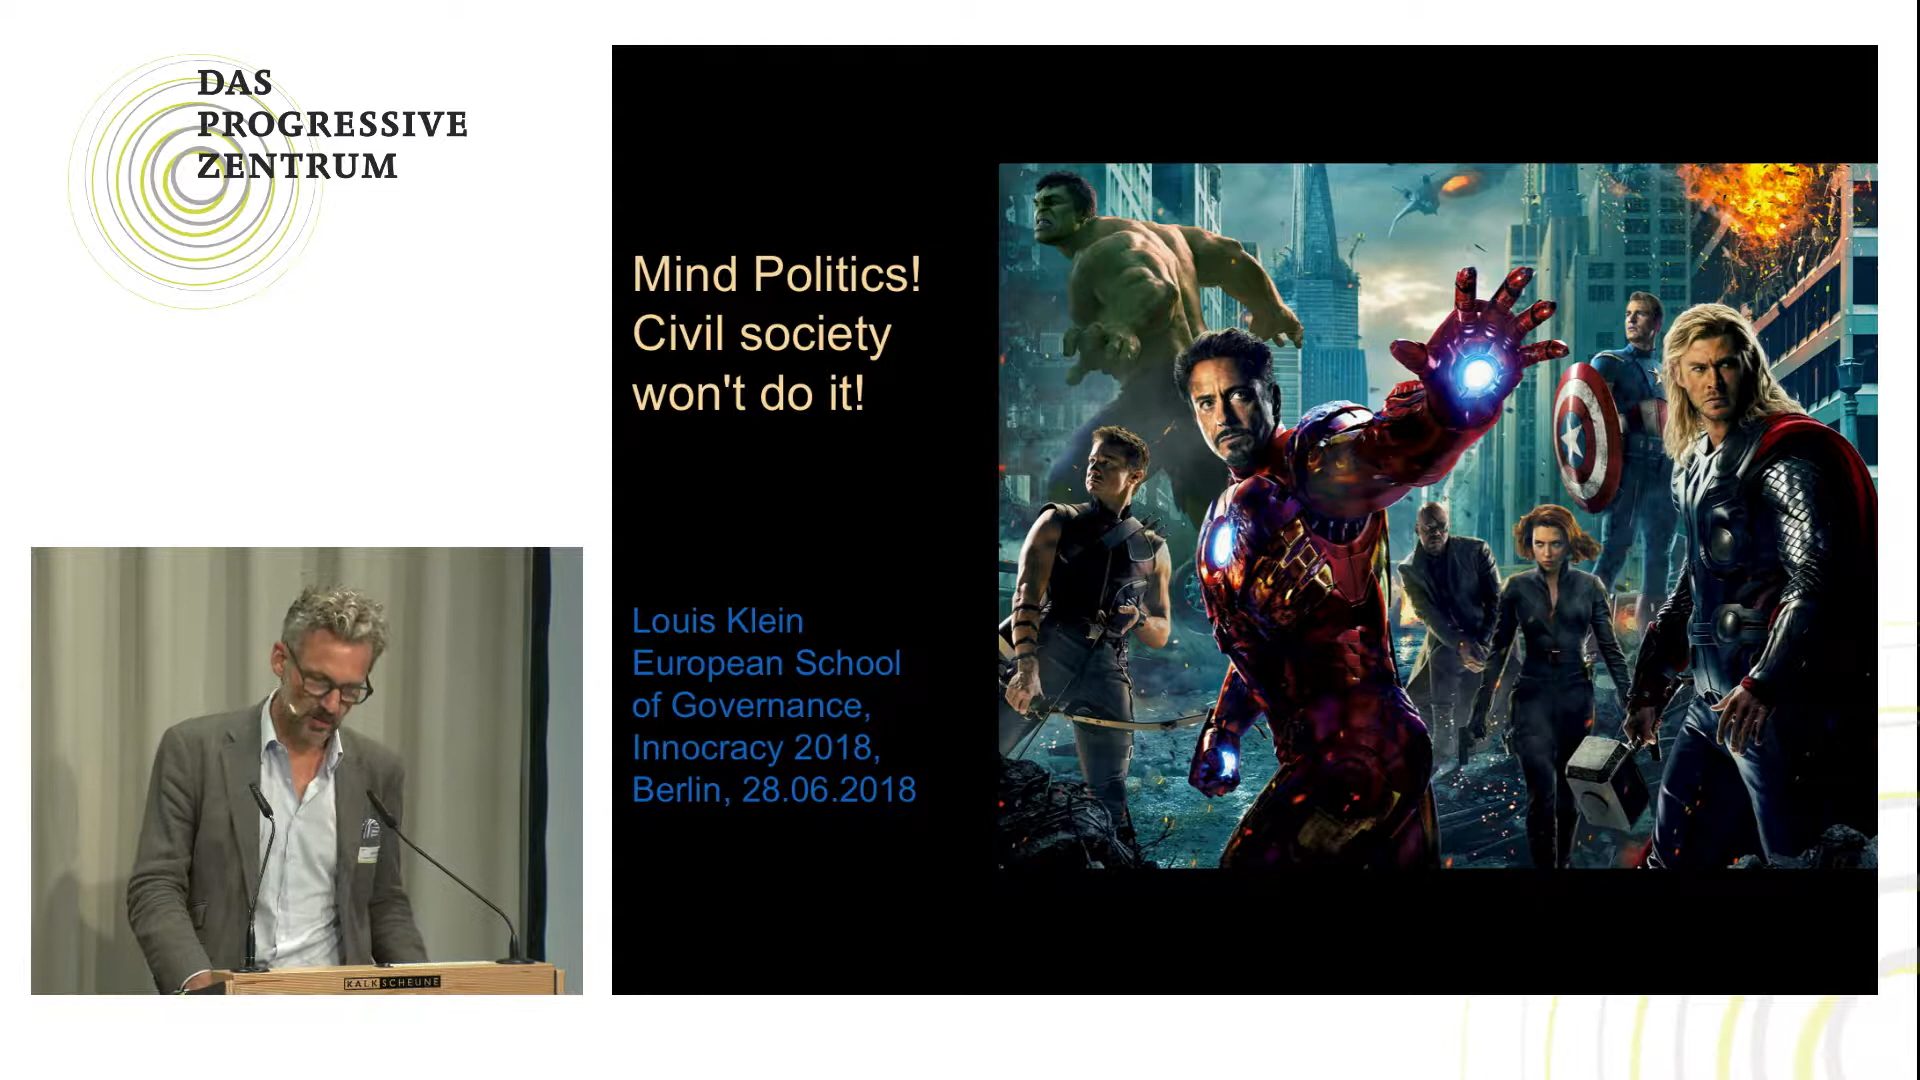 DAS
PROGRESSIVE
ZENTRUM
Mind Politics!
Civil society
won't do it!
Louis Klein
European School
of Governance,
Innocracy 2018,
Berlin, 28.06.2018
KALKSCHEUNE